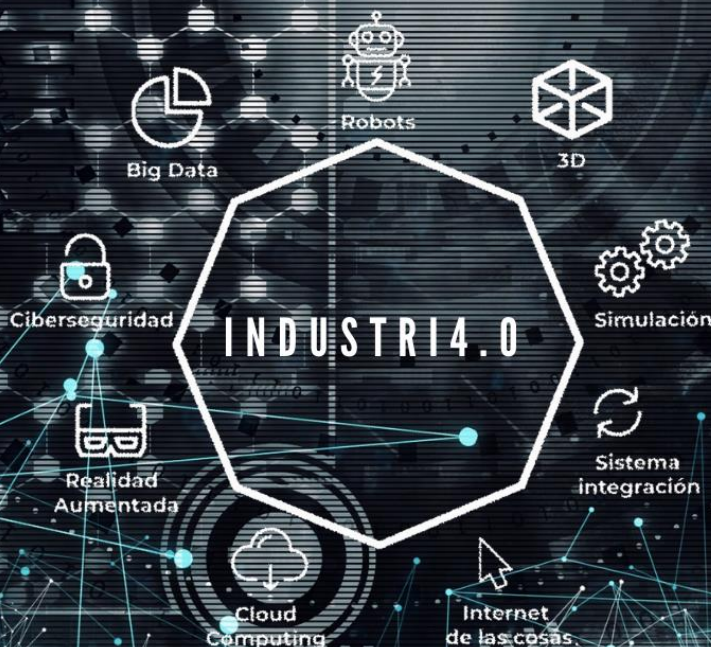 Robots
Big Data
3D
Ciberseguridad
Simulación
INDUSTRI4.0
Realidad
Aumentada
Sistema
integración
Cloud
Computing
Internet
de las cosas